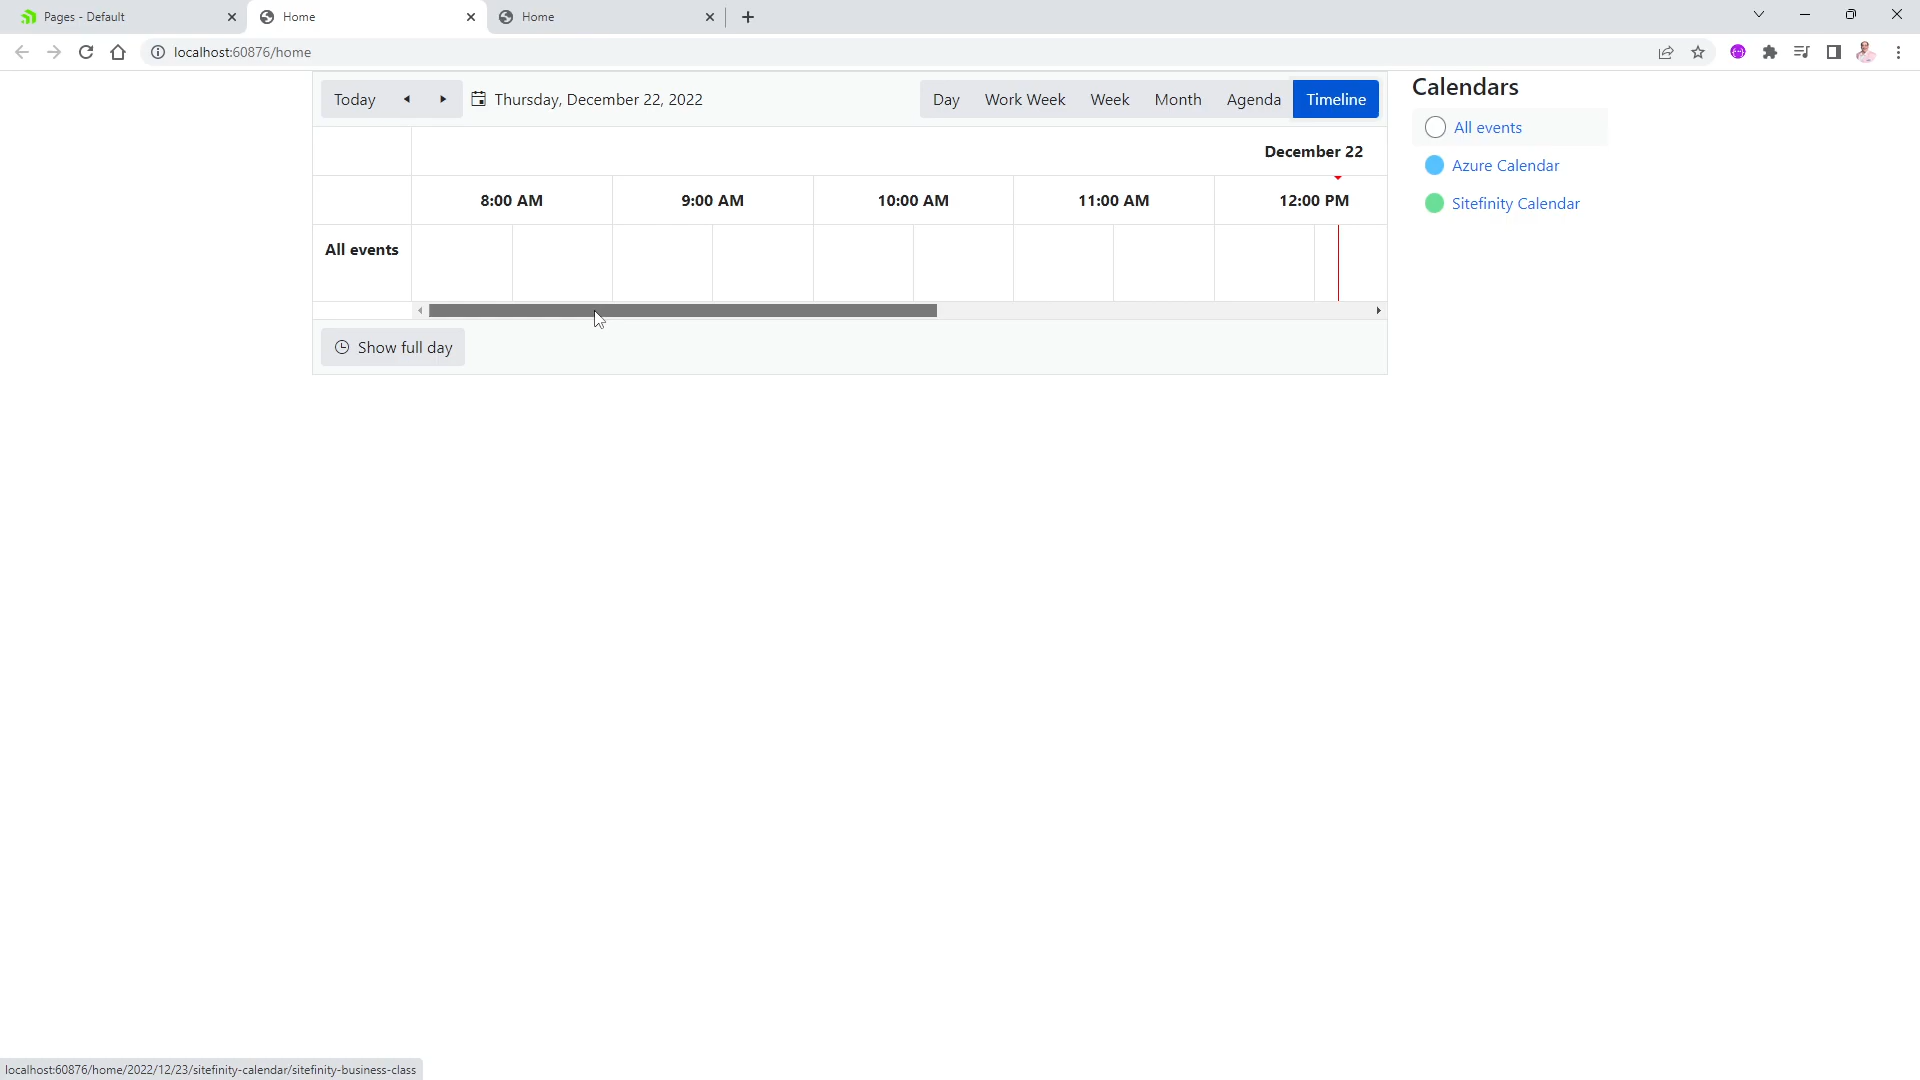 Pages - Default
Home
Home
localhost:60876/home
Today
Thursday, December 22, 2022
Day
Work Week
Week
Month
Agenda
Timeline
Calendars
All events
Azure Calendar
Sitefinity Calendar
December 22
8:00 AM
9:00 AM
10:00 AM
11:00 AM
12:00 PM
All events
Show full day
localhost:60876/home/2022/12/23/sitefinity-calendar/sitefinity-business-class